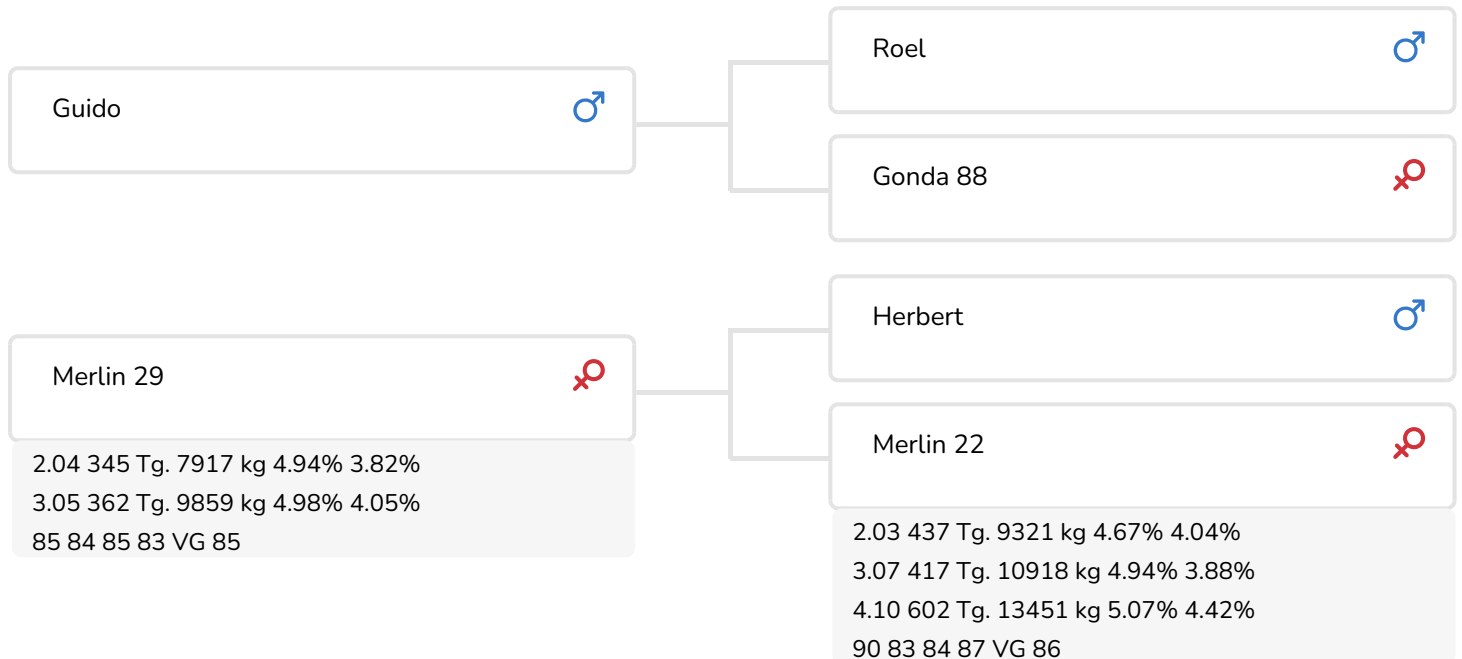 Guido
Roel
Gonda 88
Merlin 29
2.04 345 Tg. 7917 kg 4.94% 3.82%
3.05 362 Tg. 9859 kg 4.98% 4.05%
85 84 85 83 VG 85
Herbert
Merlin 22
2.03 437 Tg. 9321 kg 4.67% 4.04%
3.07 417 Tg. 10918 kg 4.94% 3.88%
4.10 602 Tg. 13451 kg 5.07% 4.42%
90 83 84 87 VG 86